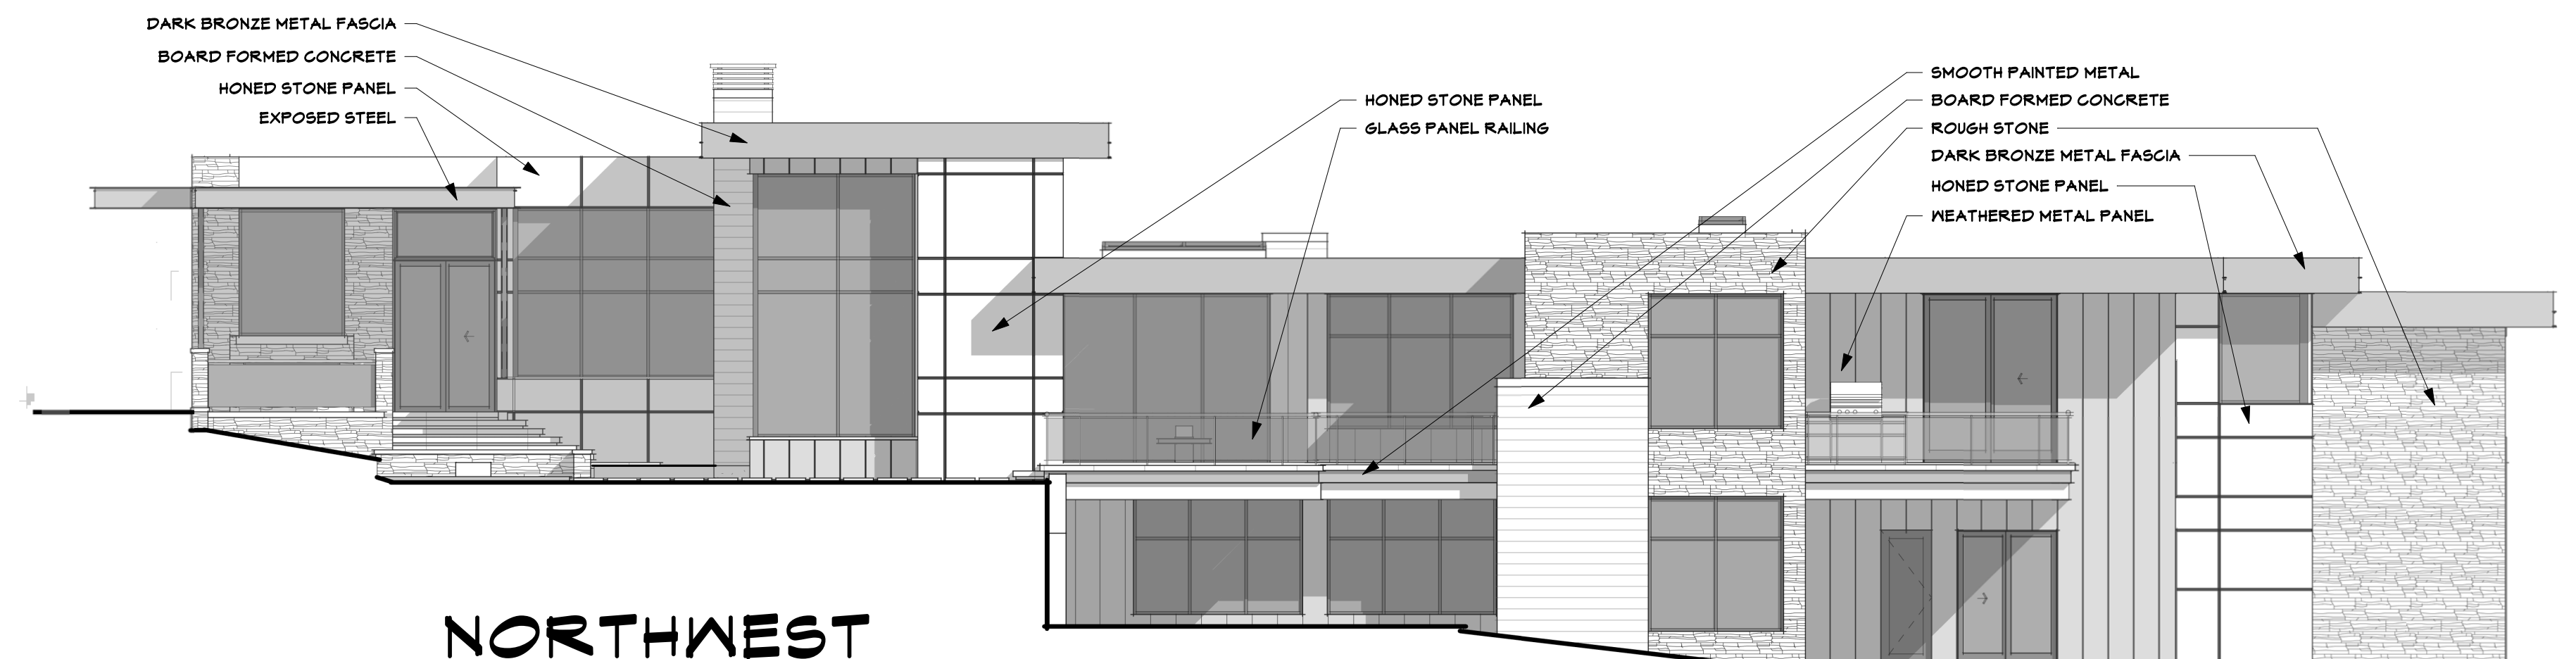 DARK BRONZE METAL FASCIA
BOARD FORMED CONCRETE
HONED STONE PANEL
EXPOSED STEEL
HONED STONE PANEL
GLASS PANEL RAILING
SMOOTH PAINTED METAL
BOARD FORMED CONCRETE
ROUGH STONE
DARK BRONZE METAL FASCIA
HONED STONE PANEL
WEATHERED METAL PANEL
NORTHWEST